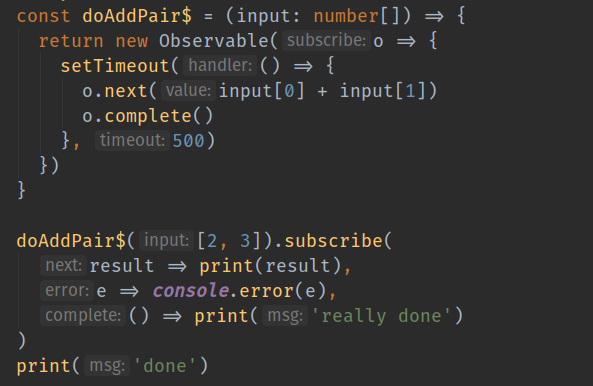 const doAddPair$ = (input: number[]) => {
  return new Observable( subscribe: o => {
    setTimeout( handler: () => {
      o.next( value: input[0] + input[1])
      o.complete()
    }, timeout: 500)
  })
}

doAddPair$( input: [2, 3]).subscribe(
  next: result => print(result),
  error: e => console.error(e),
  complete: () => print( msg: 'really done')
)
print( msg: 'done')